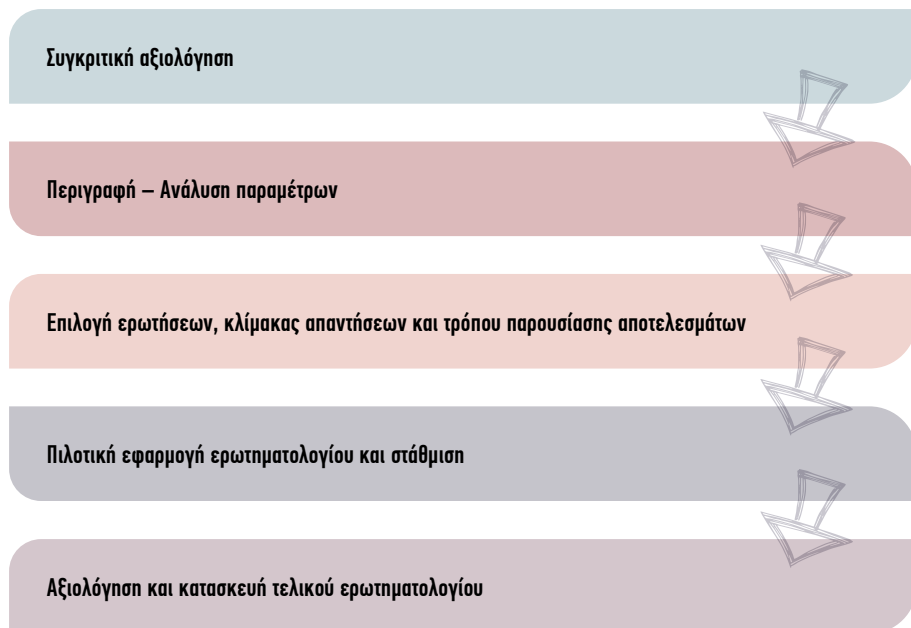 Συγκριτική αξιολόγηση
Περιγραφή – Ανάλυση παραμέτρων
Επιλογή ερωτήσεων, κλίμακας απαντήσεων και τρόπου παρουσίασης αποτελεσμάτων
Πιλοτική εφαρμογή ερωτηματολογίου και στάθμιση
Αξιολόγηση και κατασκευή τελικού ερωτηματολογίου